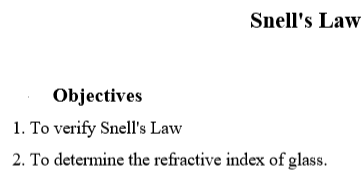 Snell's Law
Objectives
1. To verify Snell's Law
2. To determine the refractive index of glass.